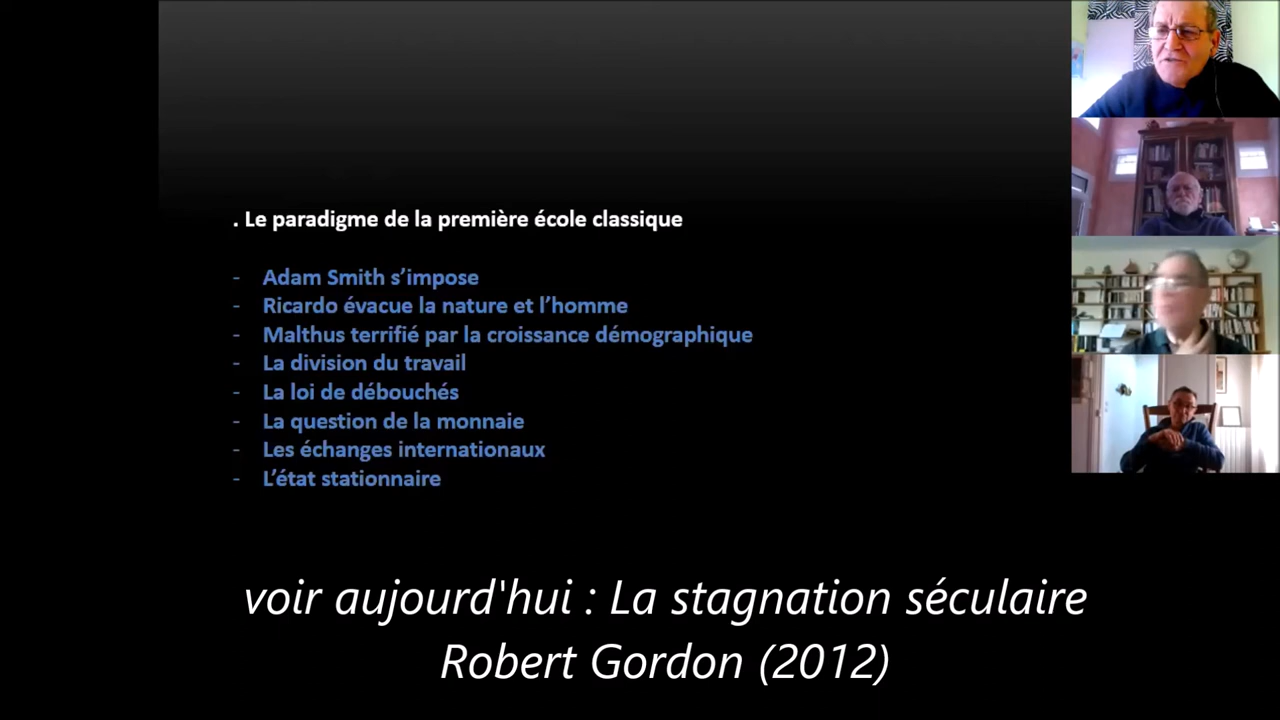 . Le paradigme de la première école classique
- Adam Smith s’impose
- Ricardo évacue la nature et l’homme
- Malthus terrifié par la croissance démographique
- La division du travail
- La loi de débouchés
- La question de la monnaie
- Les échanges internationaux
- L’état stationnaire
voir aujourd'hui : La stagnation séculaire
Robert Gordon (2012)